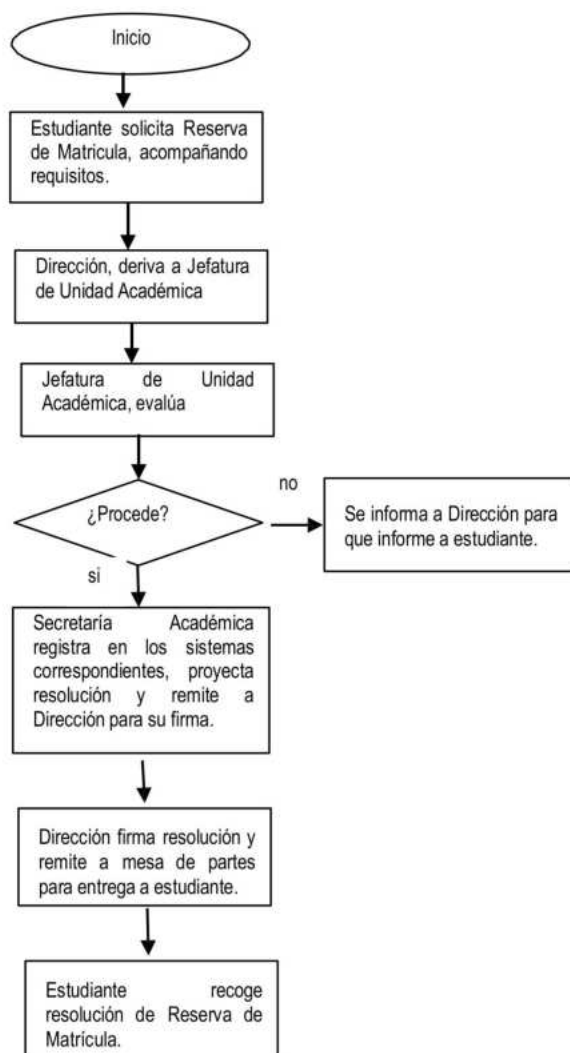 Inicio
Estudiante solicita Reserva
de Matricula, acompañando
requisitos.
Dirección, deriva a Jefatura
de Unidad Académica
Jefatura de Unidad
Académica, evalúa
¿Procede?
no
Se informa a Dirección para
que informe a estudiante.
si
Secretaría Académica
registra en los sistemas
correspondientes, proyecta
resolución y remite a
Dirección para su firma.
Dirección firma resolución y
remite a mesa de partes
para entrega a estudiante.
Estudiante recoge
resolución de Reserva de
Matrícula.